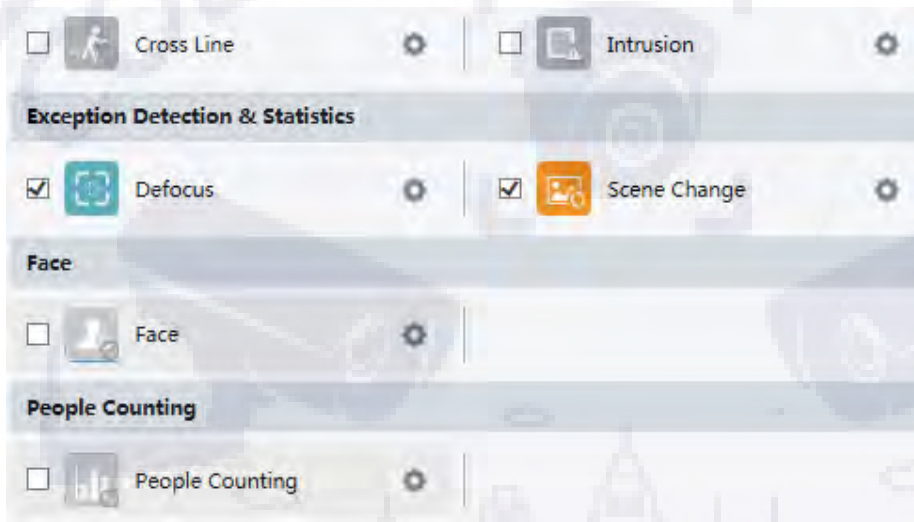 Cross Line Intrusion
Exception Detection & Statistics
Defocus Scene Change
Face
Face
People Counting
People Counting